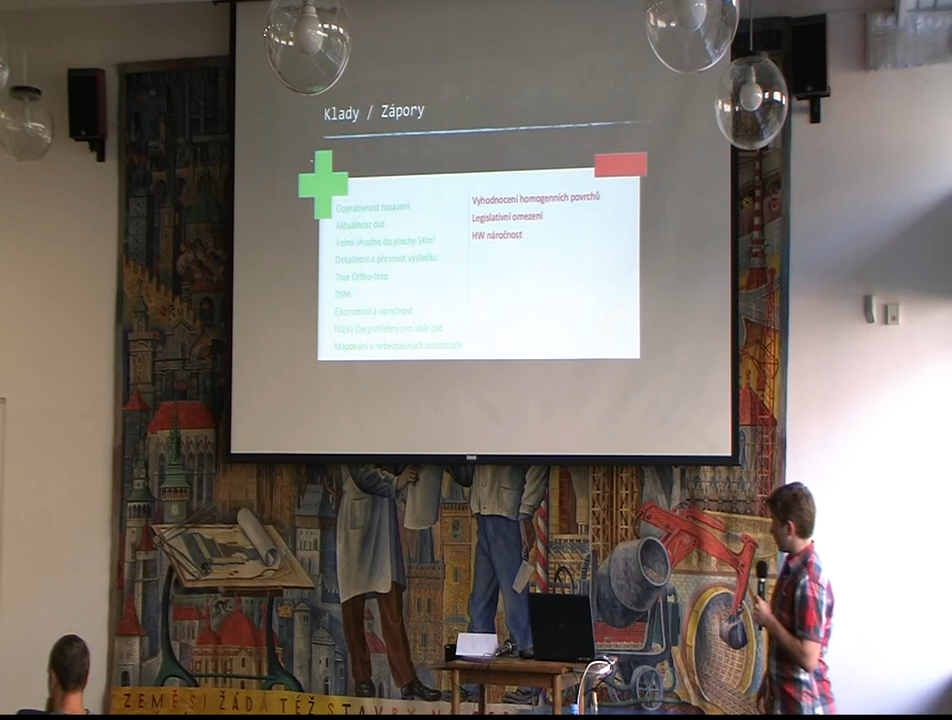 Klady / Zápory
Operativnost nasazení
Aktuálnost dat
Velmi vhodné do plochy 5Km²
Detailnost a přesnost výsledku
True Ortho-foto
DSM
Ekonomická náročnost
Nízký čas potřebný pro sběr dat
Mapování v nebezpečných prostorech
Vyhodnocení homogenních povrchů
Legislativní omezení
HW náročnost
ZEMĚ SI ŽÁDÁ TÉŽ STAVBY